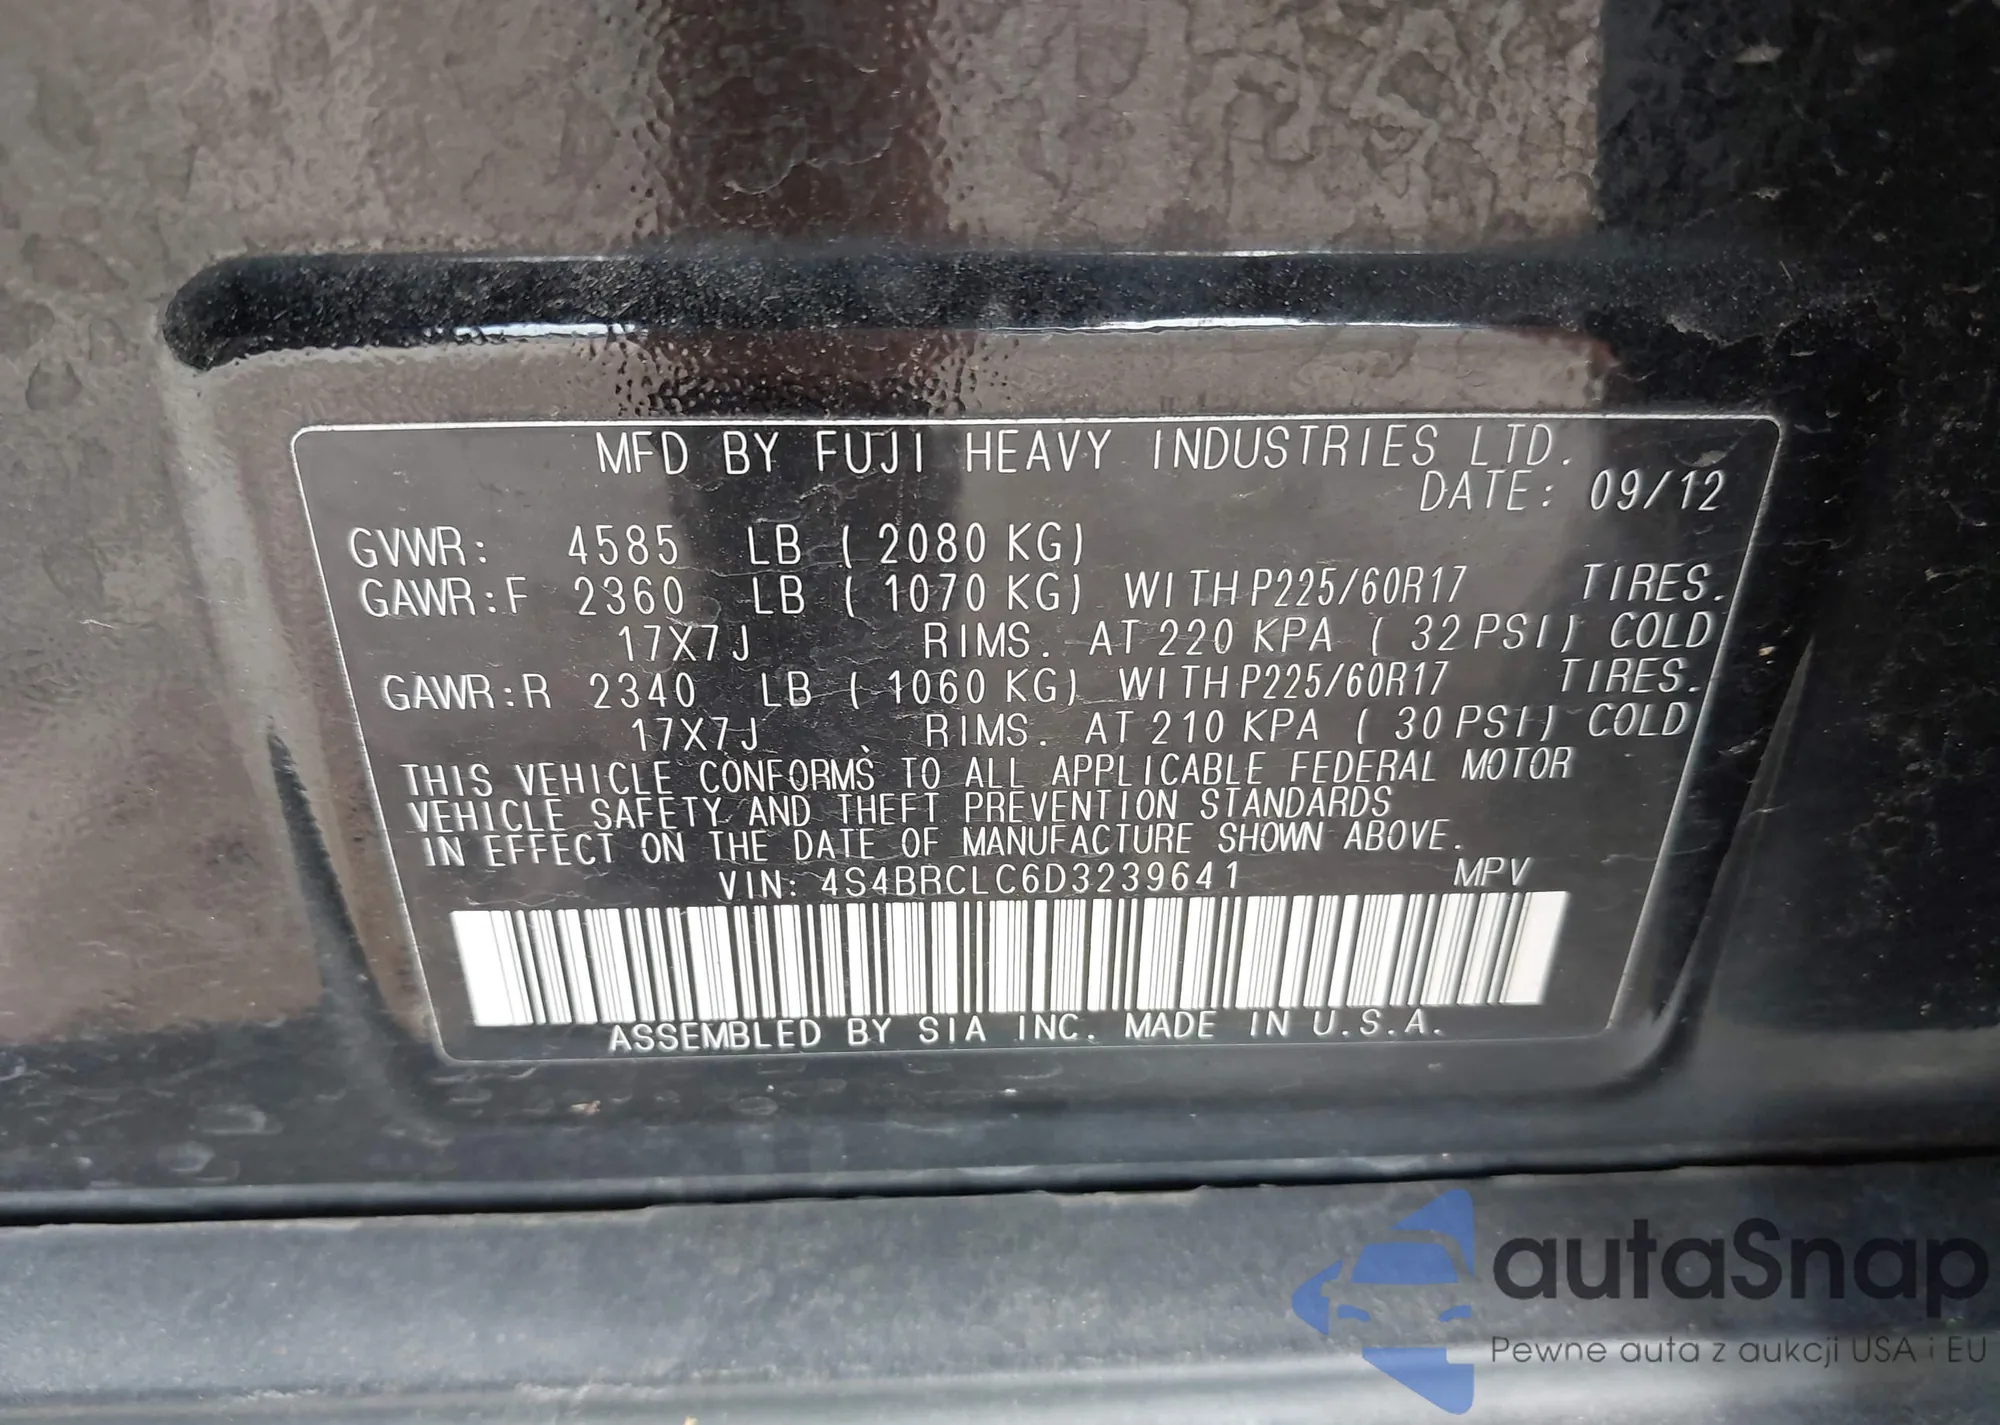 MFD BY FUJI HEAVY INDUSTRIES LTD.
DATE: 09/12
GVWR: 4585 LB ( 2080 KG)
GAWR:F 2360 LB ( 1070 KG) WITH P225/60R17 TIRES.
17X7J RIMS. AT 220 KPA ( 32 PSI) COLD
GAWR:R 2340 LB ( 1060 KG) WITH P225/60R17 TIRES.
17X7J RIMS. AT 210 KPA ( 30 PSI) COLD
THIS VEHICLE CONFORMS TO ALL APPLICABLE FEDERAL MOTOR
VEHICLE SAFETY AND THEFT PREVENTION STANDARDS
IN EFFECT ON THE DATE OF MANUFACTURE SHOWN ABOVE.
VIN: 4S4BRCLC6D3239641 MPV
ASSEMBLED BY SIA INC. MADE IN U.S.A.
autaSnap
Pewne auta z aukcji USA i EU